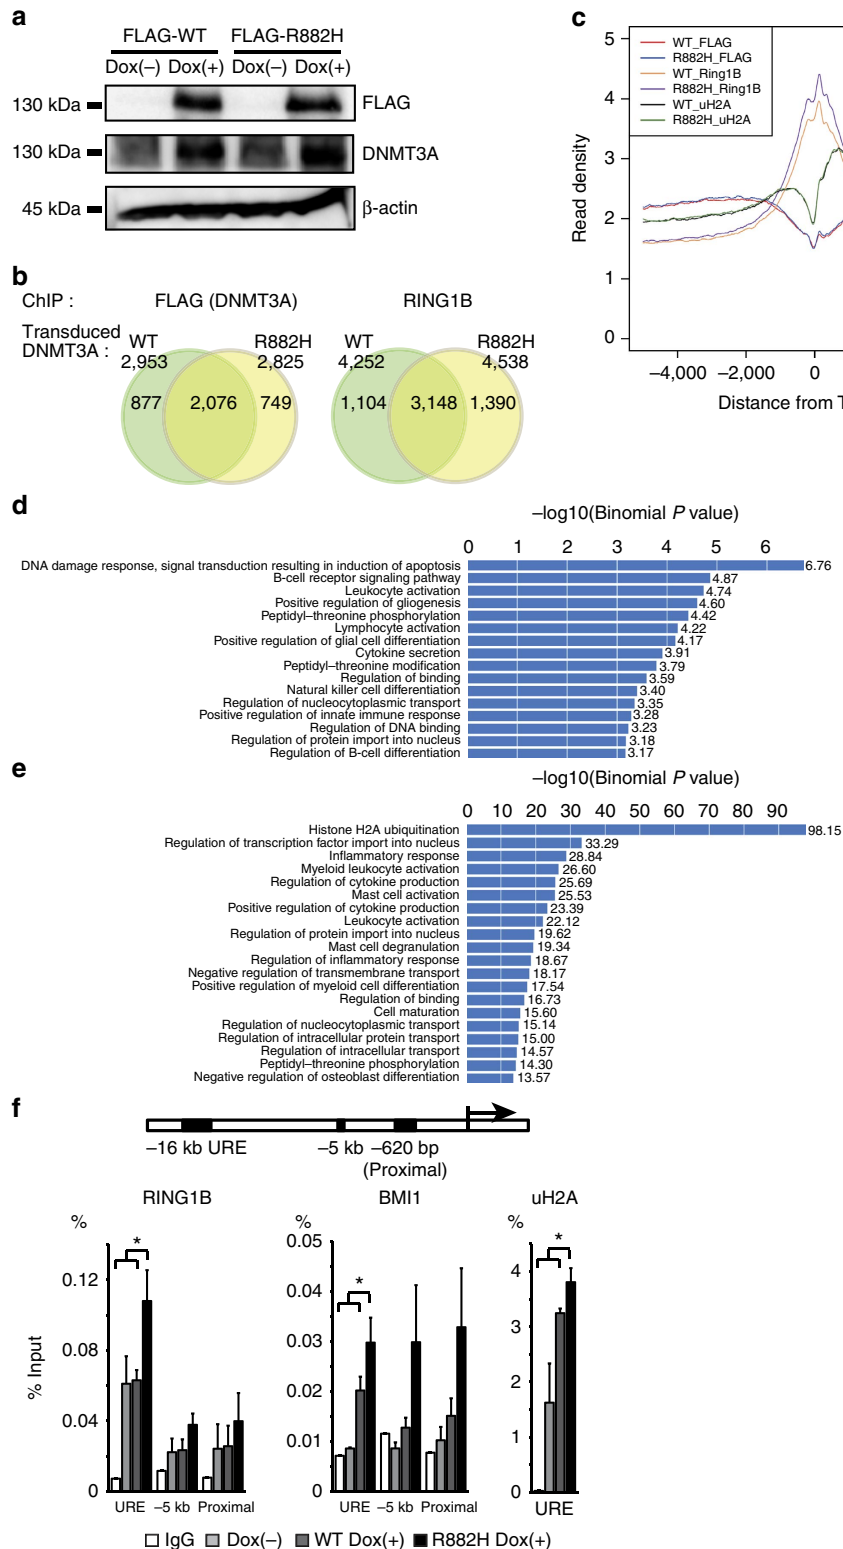 a
FLAG-WT FLAG-R882H
Dox(–) Dox(+) Dox(–) Dox(+)
130 kDa FLAG
130 kDa DNMT3A
45 kDa β-actin
b
ChIP : FLAG (DNMT3A) RING1B
Transduced
DNMT3A :
WT R882H WT R882H
2,953 2,825 4,252 4,538
877 2,076 749 1,104 3,148 1,390
c
WT_FLAG
R882H_FLAG
WT_Ring1B
R882H_Ring1B
WT_uH2A
R882H_uH2A
Read density
5
4
3
2
1
0
–4,000 –2,000 0
Distance from T
d
–log10(Binomial P value)
0 1 2 3 4 5 6
DNA damage response, signal transduction resulting in induction of apoptosis 6.76
B-cell receptor signaling pathway 4.87
Leukocyte activation 4.74
Positive regulation of gliogenesis 4.60
Peptidyl–threonine phosphorylation 4.42
Lymphocyte activation 4.22
Positive regulation of glial cell differentiation 4.17
Cytokine secretion 3.91
Peptidyl–threonine modification 3.79
Regulation of binding 3.59
Natural killer cell differentiation 3.40
Regulation of nucleocytoplasmic transport 3.35
Positive regulation of innate immune response 3.28
Regulation of DNA binding 3.23
Regulation of protein import into nucleus 3.18
Regulation of B-cell differentiation 3.17
e
–log10(Binomial P value)
0 10 20 30 40 50 60 70 80 90
Histone H2A ubiquitination 98.15
Regulation of transcription factor import into nucleus 33.29
Inflammatory response 28.84
Myeloid leukocyte activation 26.60
Regulation of cytokine production 25.69
Mast cell activation 25.53
Positive regulation of cytokine production 23.39
Leukocyte activation 22.12
Regulation of protein import into nucleus 19.62
Mast cell degranulation 19.34
Regulation of inflammatory response 18.67
Negative regulation of transmembrane transport 18.17
Positive regulation of myeloid cell differentiation 17.54
Regulation of binding 16.73
Cell maturation 15.60
Regulation of nucleocytoplasmic transport 15.14
Regulation of intracellular protein transport 15.00
Regulation of intracellular transport 14.57
Peptidyl–threonine phosphorylation 14.30
Negative regulation of osteoblast differentiation 13.57
f
–16 kb URE –5 kb –620 bp
(Proximal)
RING1B
%
% Input
0.12
0.08
0.04
0
*
URE –5 kb Proximal
BMI1
%
0.05
0.04
0.03
0.02
0.01
0
*
URE –5 kb Proximal
uH2A
%
4
3
2
1
0
*
URE
IgG Dox(–) WT Dox(+) R882H Dox(+)